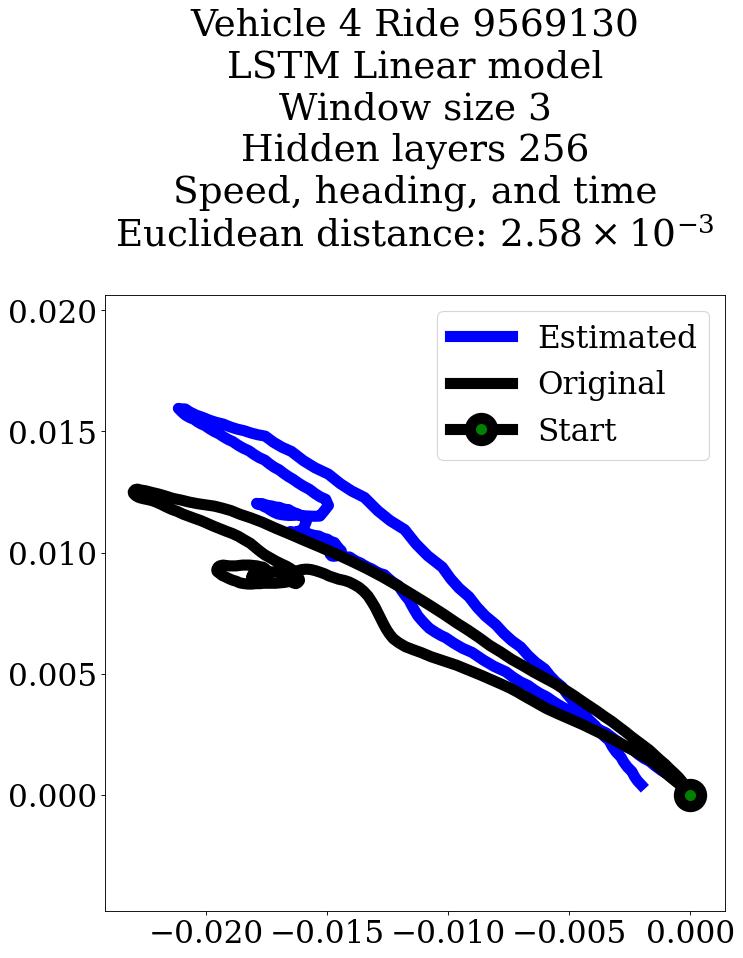 Vehicle 4 Ride 9569130
LSTM Linear model
Window size 3
Hidden layers 256
Speed, heading, and time
Euclidean distance: 2.58 × 10⁻³
Estimated
Original
Start
0.020
0.015
0.010
0.005
0.000
−0.020 −0.015 −0.010 −0.005 0.000